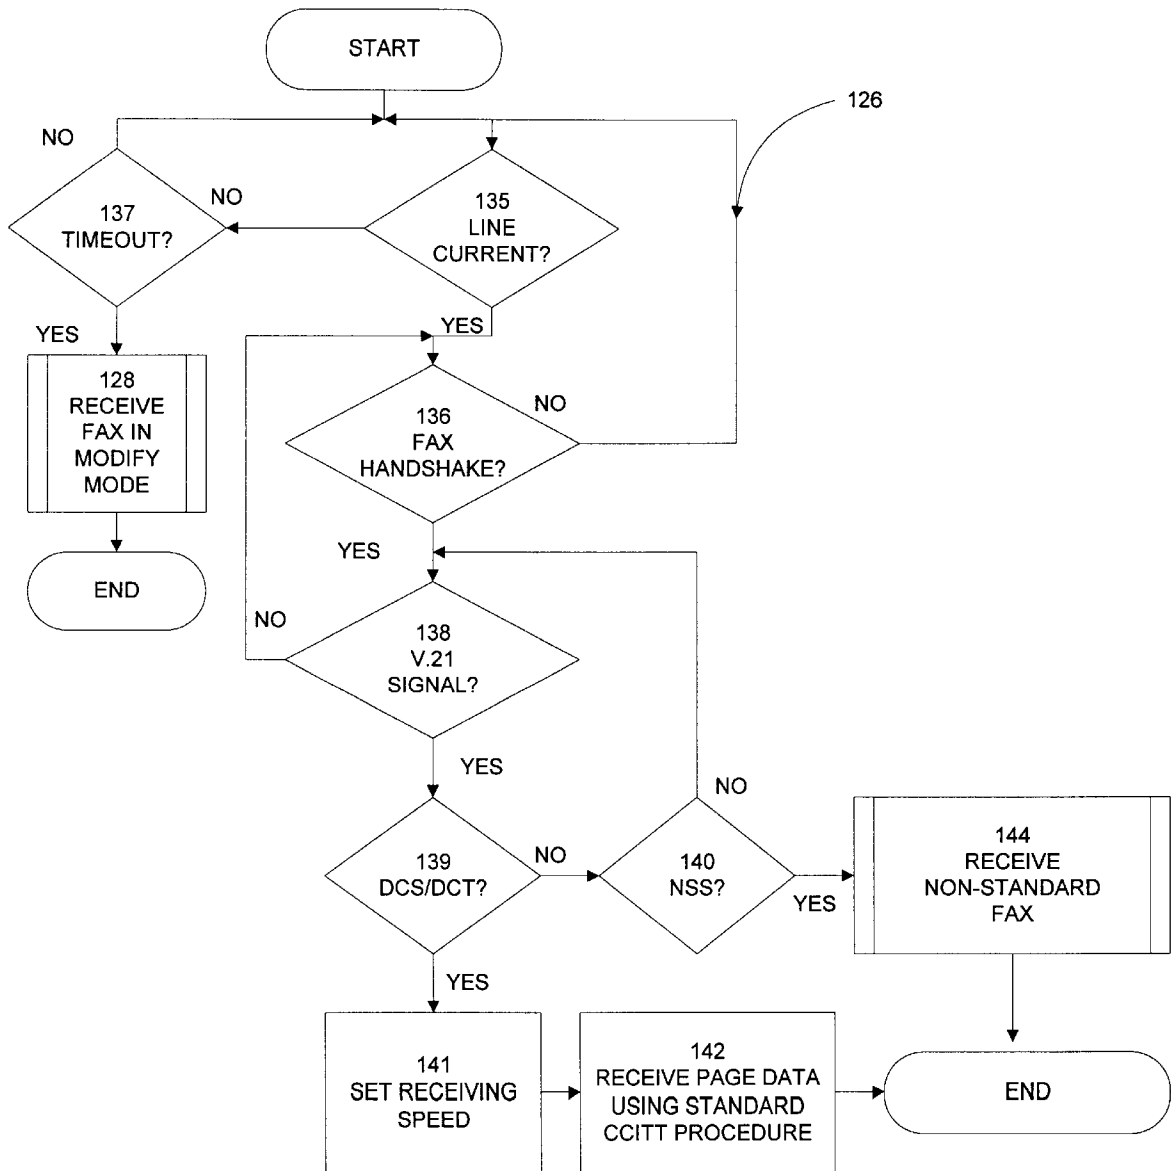 START
126
NO
137
TIMEOUT?
NO
135
LINE
CURRENT?
YES
YES
128
RECEIVE
FAX IN
MODIFY
MODE
136
FAX
HANDSHAKE?
NO
END
YES
NO
138
V.21
SIGNAL?
YES
NO
139
DCS/DCT?
NO
140
NSS?
YES
144
RECEIVE
NON-STANDARD
FAX
YES
141
SET RECEIVING
SPEED
142
RECEIVE PAGE DATA
USING STANDARD
CCITT PROCEDURE
END